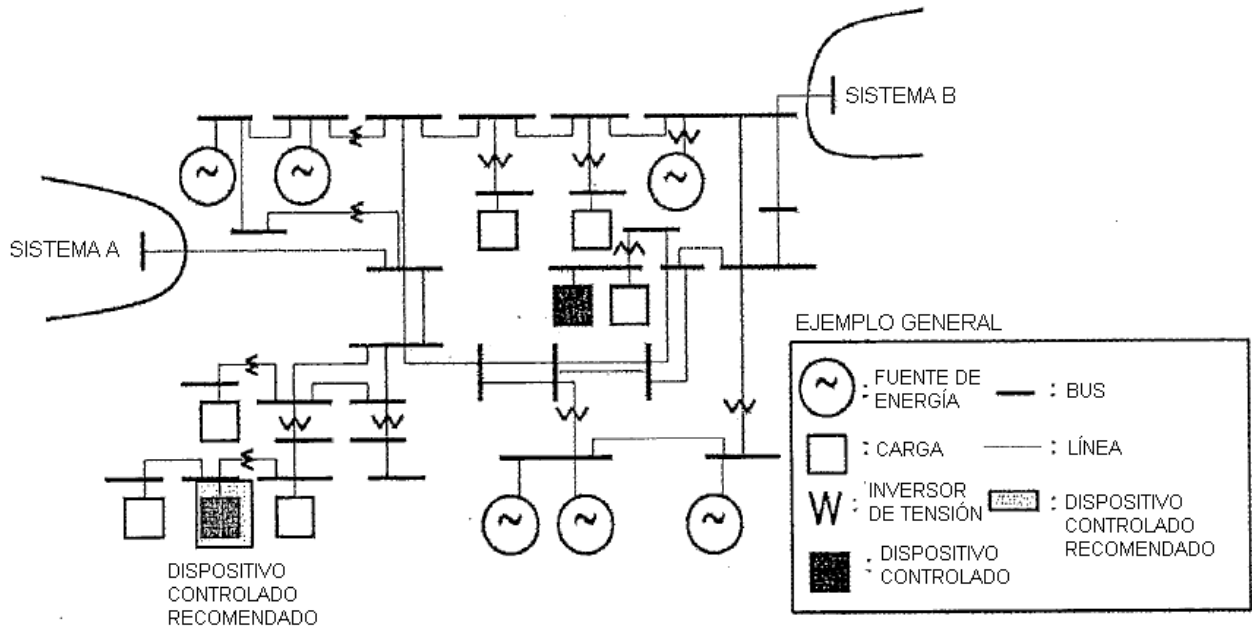 SISTEMA B
SISTEMA A
EJEMPLO GENERAL
: FUENTE DE
ENERGÍA
: BUS
: CARGA
: LÍNEA
: INVERSOR
DE TENSIÓN
: DISPOSITIVO
CONTROLADO
RECOMENDADO
: DISPOSITIVO
CONTROLADO
DISPOSITIVO
CONTROLADO
RECOMENDADO